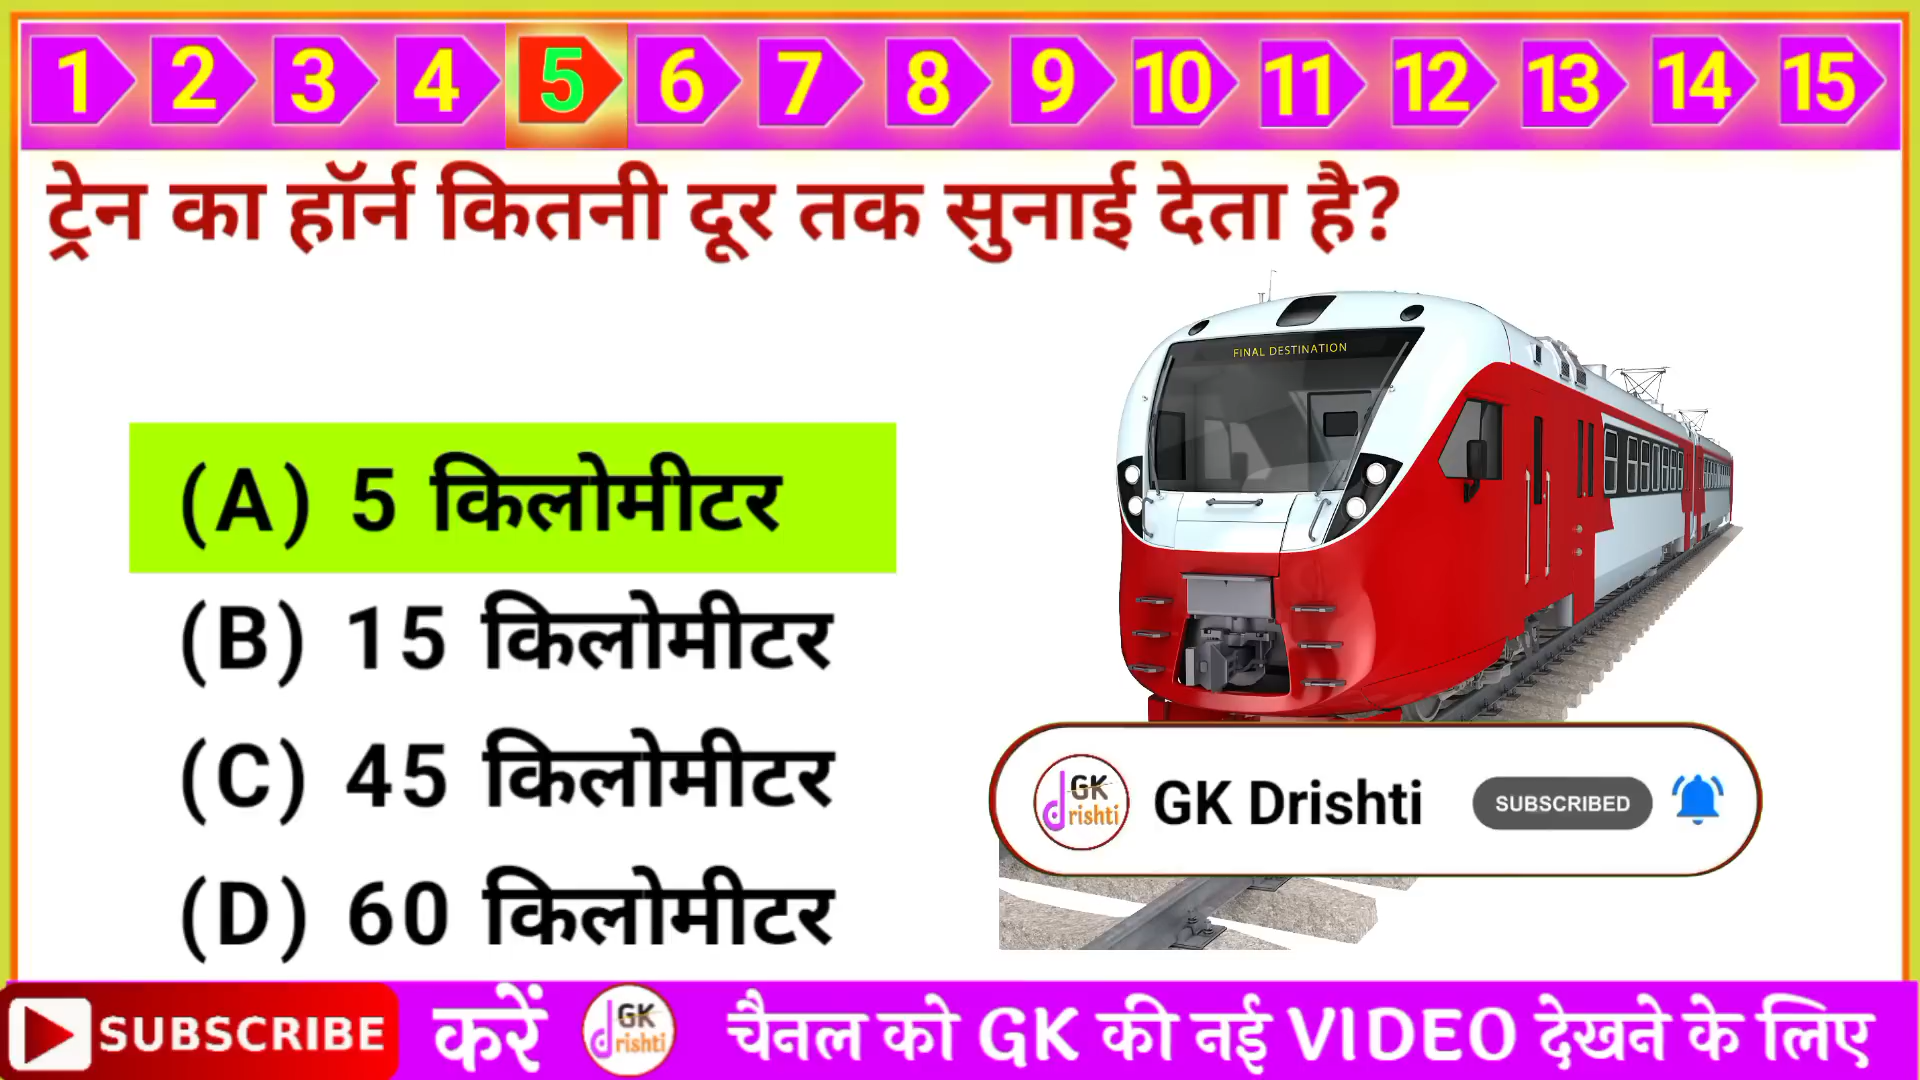 1 2 3 4 5 6 7 8 9 10 11 12 13 14 15
ट्रेन का हॉर्न कितनी दूर तक सुनाई देता है?
FINAL DESTINATION
(A) 5 किलोमीटर
(B) 15 किलोमीटर
(C) 45 किलोमीटर
(D) 60 किलोमीटर
GK drishti GK Drishti SUBSCRIBED
SUBSCRIBE करें GK drishti चैनल को GK की नई VIDEO देखने के लिए